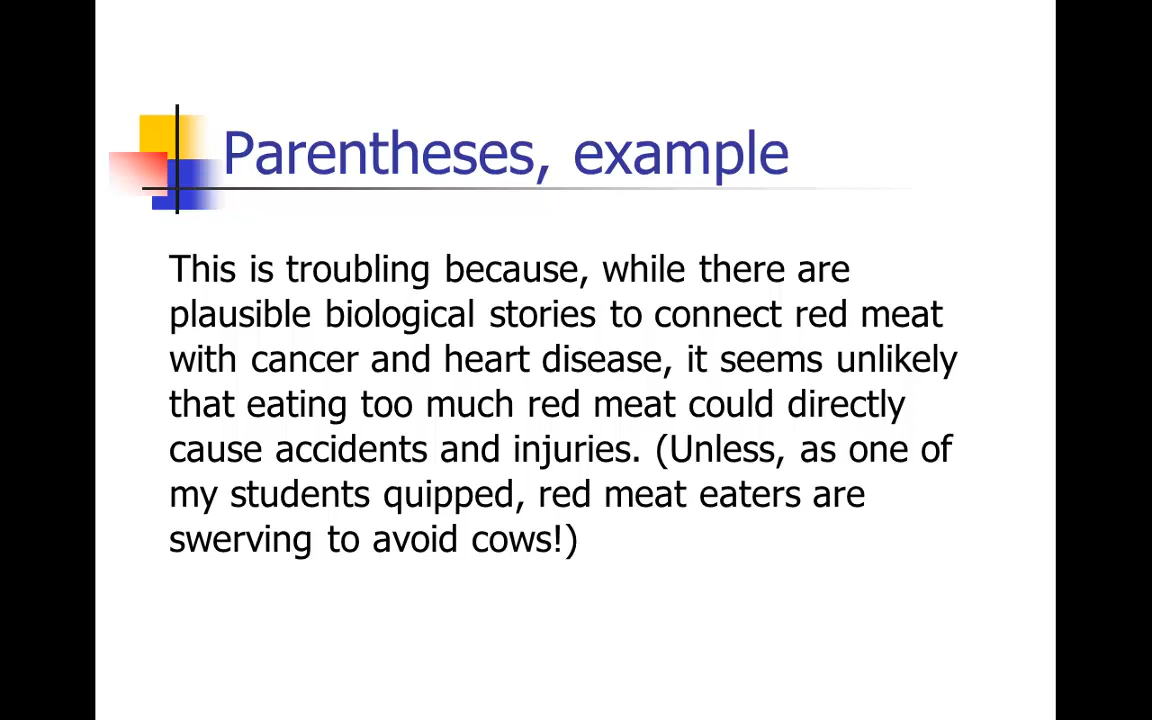 Parentheses, example
This is troubling because, while there are
plausible biological stories to connect red meat
with cancer and heart disease, it seems unlikely
that eating too much red meat could directly
cause accidents and injuries. (Unless, as one of
my students quipped, red meat eaters are
swerving to avoid cows!)